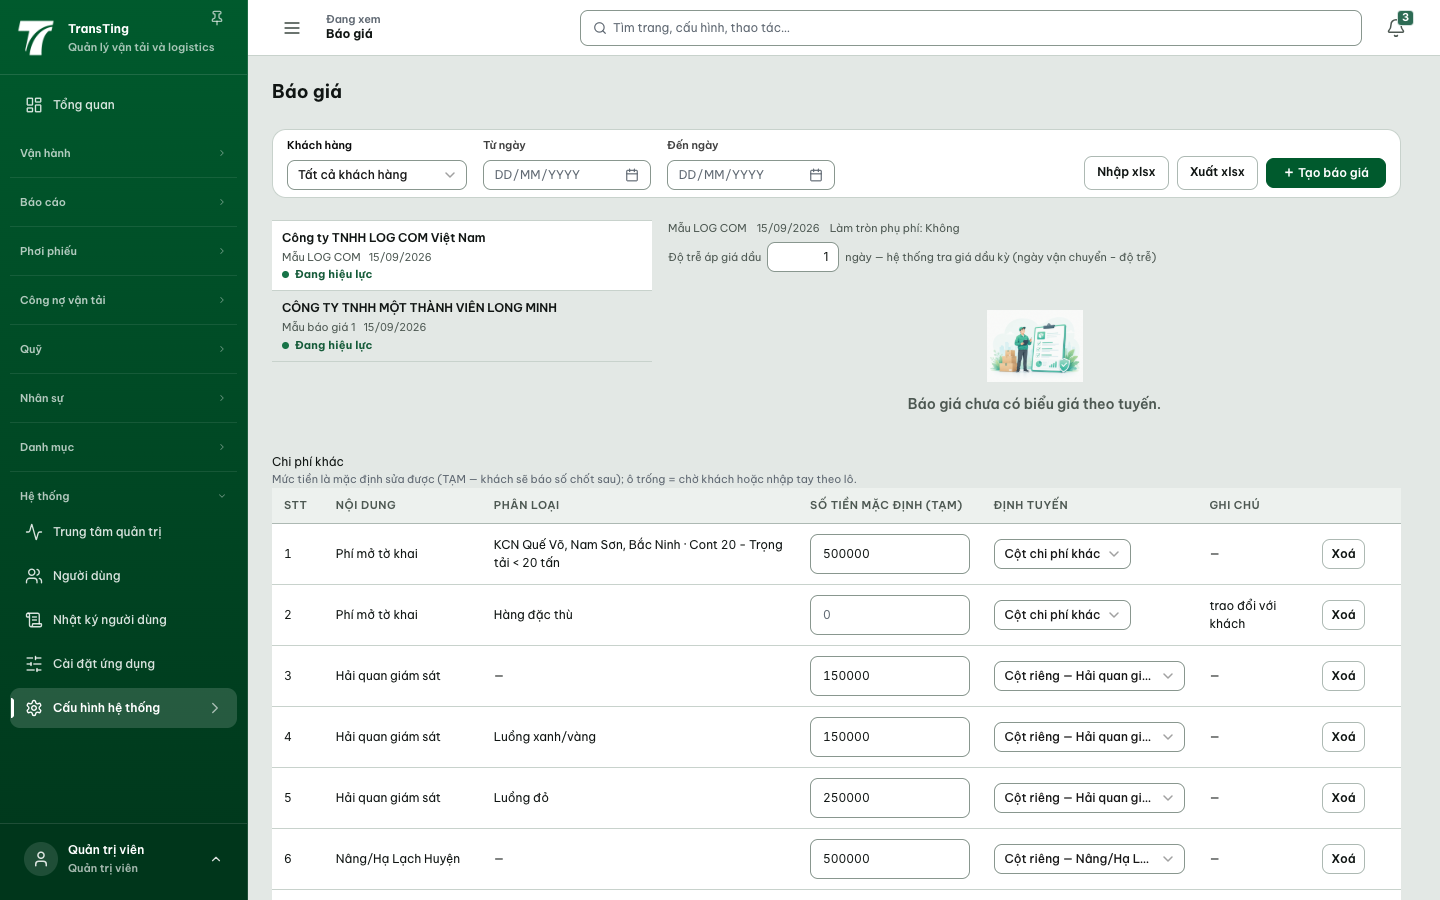 TransTing
Quản lý vận tải và logistics
Tổng quan
Vận hành
Báo cáo
Phơi phiếu
Công nợ vận tải
Quỹ
Nhân sự
Danh mục
Hệ thống
Trung tâm quản trị
Người dùng
Nhật ký người dùng
Cài đặt ứng dụng
Cấu hình hệ thống
Quản trị viên
Quản trị viên
Đang xem
Báo giá
Tìm trang, cấu hình, thao tác...
3
Báo giá
Khách hàng
Tất cả khách hàng
Từ ngày
DD/MM/YYYY
Đến ngày
DD/MM/YYYY
Nhập xlsx
Xuất xlsx
+ Tạo báo giá
Công ty TNHH LOG COM Việt Nam
Mẫu LOG COM 15/09/2026
Đang hiệu lực
CÔNG TY TNHH MỘT THÀNH VIÊN LONG MINH
Mẫu báo giá 1 15/09/2026
Đang hiệu lực
Mẫu LOG COM 15/09/2026 Làm tròn phụ phí: Không
Độ trễ áp giá dầu 1 ngày — hệ thống tra giá dầu kỳ (ngày vận chuyển − độ trễ)
Báo giá chưa có biểu giá theo tuyến.
Chi phí khác
Mức tiền là mặc định sửa được (TẠM — khách sẽ báo số chốt sau); ô trống = chờ khách hoặc nhập tay theo lô.
STT NỘI DUNG PHÂN LOẠI SỐ TIỀN MẶC ĐỊNH (TẠM) ĐỊNH TUYẾN GHI CHÚ
1 Phí mở tờ khai KCN Quế Võ, Nam Sơn, Bắc Ninh · Cont 20 - Trọng tải < 20 tấn 500000 Cột chi phí khác — Xoá
2 Phí mở tờ khai Hàng đặc thù 0 Cột chi phí khác trao đổi với khách Xoá
3 Hải quan giám sát — 150000 Cột riêng — Hải quan gi... — Xoá
4 Hải quan giám sát Luồng xanh/vàng 150000 Cột riêng — Hải quan gi... — Xoá
5 Hải quan giám sát Luồng đỏ 250000 Cột riêng — Hải quan gi... — Xoá
6 Nâng/Hạ Lạch Huyện — 500000 Cột riêng — Nâng/Hạ L... — Xoá